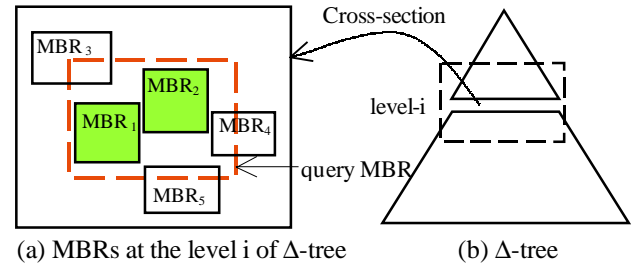 Cross-section
MBR3
MBR2
MBR1
MBR4
level-i
query MBR
MBR5
(a) MBRs at the level i of Δ-tree
(b) Δ-tree